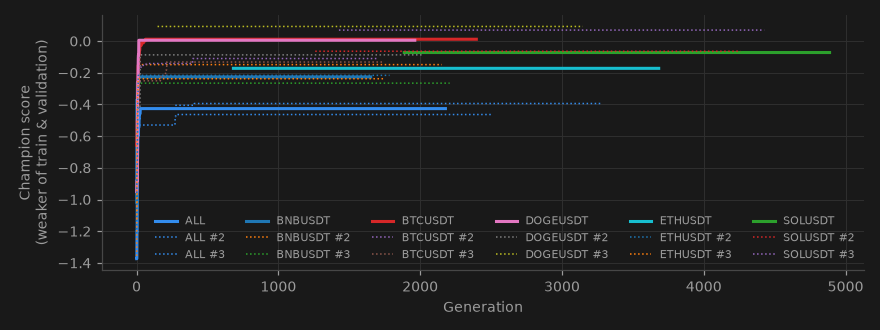 Champion score
(weaker of train & validation)
0.0
−0.2
−0.4
−0.6
−0.8
−1.0
−1.2
−1.4
ALL BNBUSDT BTCUSDT DOGEUSDT ETHUSDT SOLUSDT
ALL #2 BNBUSDT #2 BTCUSDT #2 DOGEUSDT #2 ETHUSDT #2 SOLUSDT #2
ALL #3 BNBUSDT #3 BTCUSDT #3 DOGEUSDT #3 ETHUSDT #3 SOLUSDT #3
0 1000 2000 3000 4000 5000
Generation